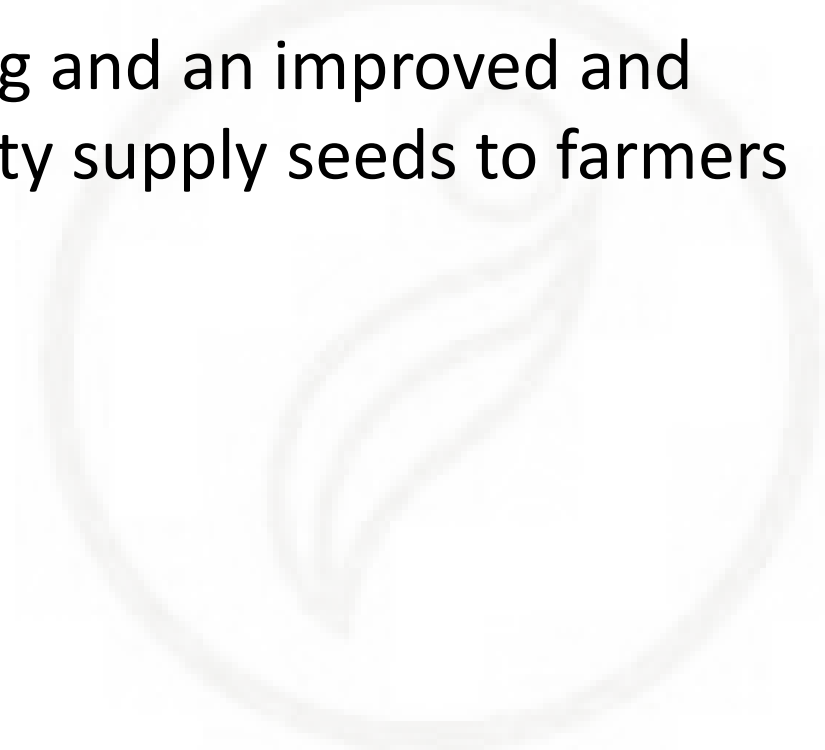 g and an improved and
ty supply seeds to farmers